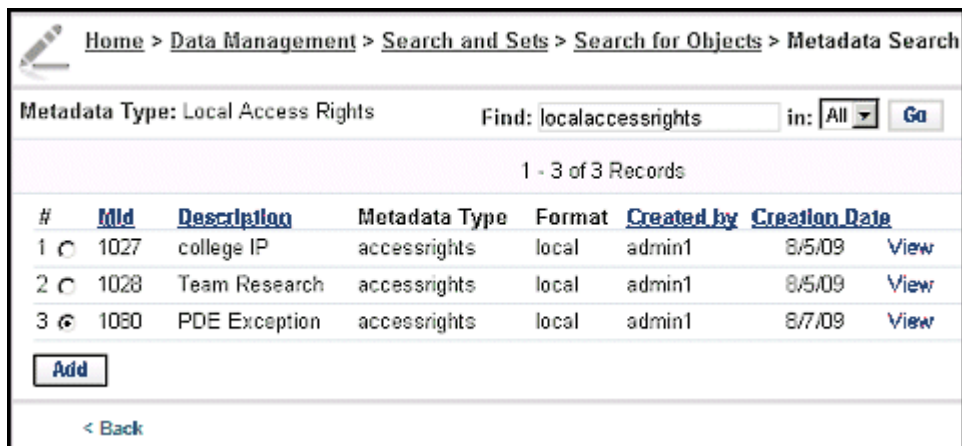 Home > Data Management > Search and Sets > Search for Objects > Metadata Search
Metadata Type: Local Access Rights Find: localaccessrights in: All Go
1 - 3 of 3 Records
# MId Description Metadata Type Format Created by Creation Date
1 1027 college IP accessrights local admin1 8/5/09 View
2 1028 Team Research accessrights local admin1 8/5/09 View
3 1080 PDE Exception accessrights local admin1 8/7/09 View
Add
< Back